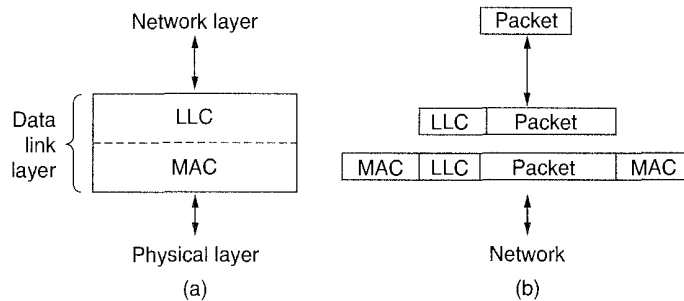 Network layer
Data
link
layer
LLC
MAC
Physical layer
(a)
Packet
LLC Packet
MAC LLC Packet MAC
Network
(b)